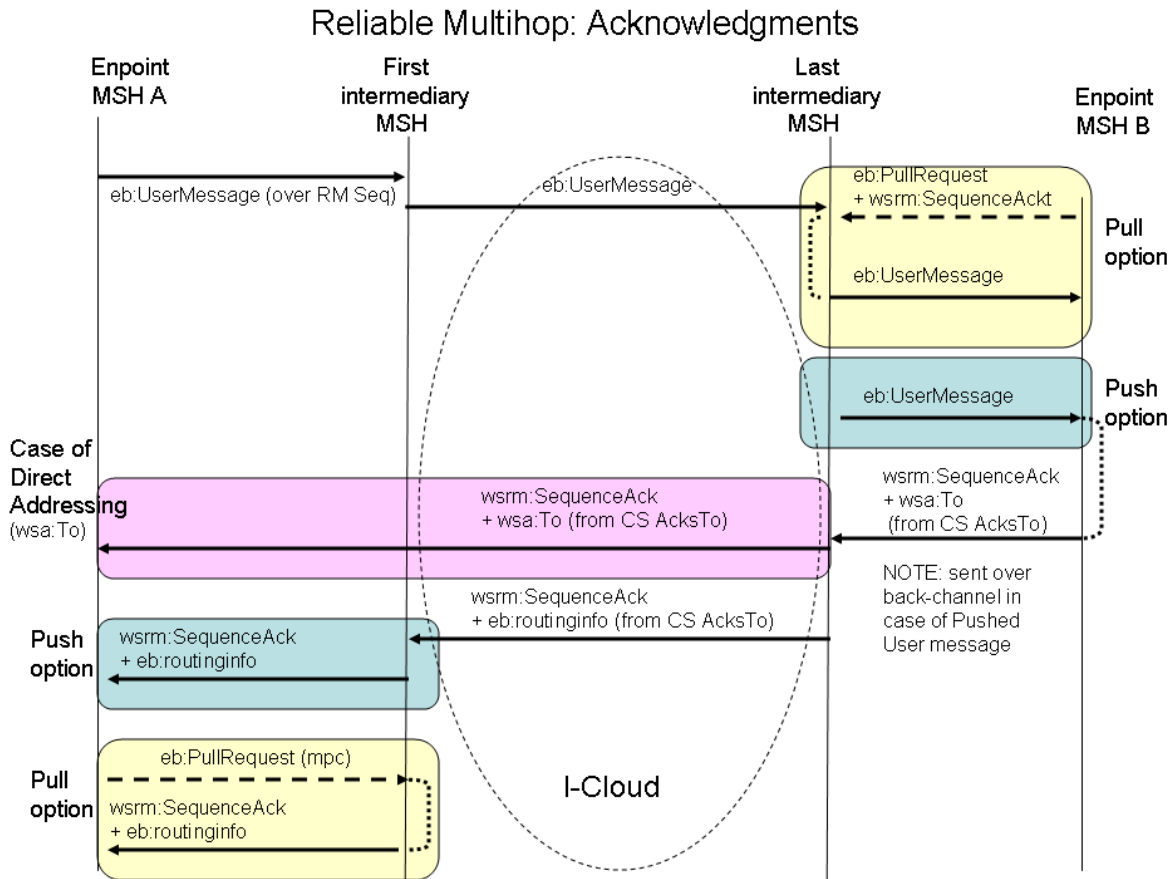 Reliable Multihop: Acknowledgments
Enpoint
MSH A
First
intermediary
MSH
Last
intermediary
MSH
Enpoint
MSH B
eb:UserMessage (over RM Seq)
eb:UserMessage
eb:PullRequest
+ wsrm:SequenceAckt
Pull
option
eb:UserMessage
eb:UserMessage
Push
option
Case of
Direct
Addressing
(wsa:To)
wsrm:SequenceAck
+ wsa:To (from CS AcksTo)
wsrm:SequenceAck
+ wsa:To
(from CS AcksTo)
NOTE: sent over
back-channel in
case of Pushed
User message
wsrm:SequenceAck
+ eb:routinginfo (from CS AcksTo)
Push
option
wsrm:SequenceAck
+ eb:routinginfo
Pull
option
eb:PullRequest (mpc)
wsrm:SequenceAck
+ eb:routinginfo
I-Cloud